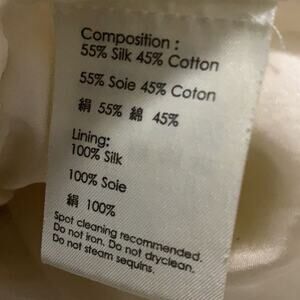 Composition :
55% Silk 45% Cotton
55% Soie 45% Coton
絹 55% 綿 45%
Lining:
100% Silk
100% Soie
絹 100%
Spot cleaning recommended.
Do not iron. Do not dryclean.
Do not steam sequins.